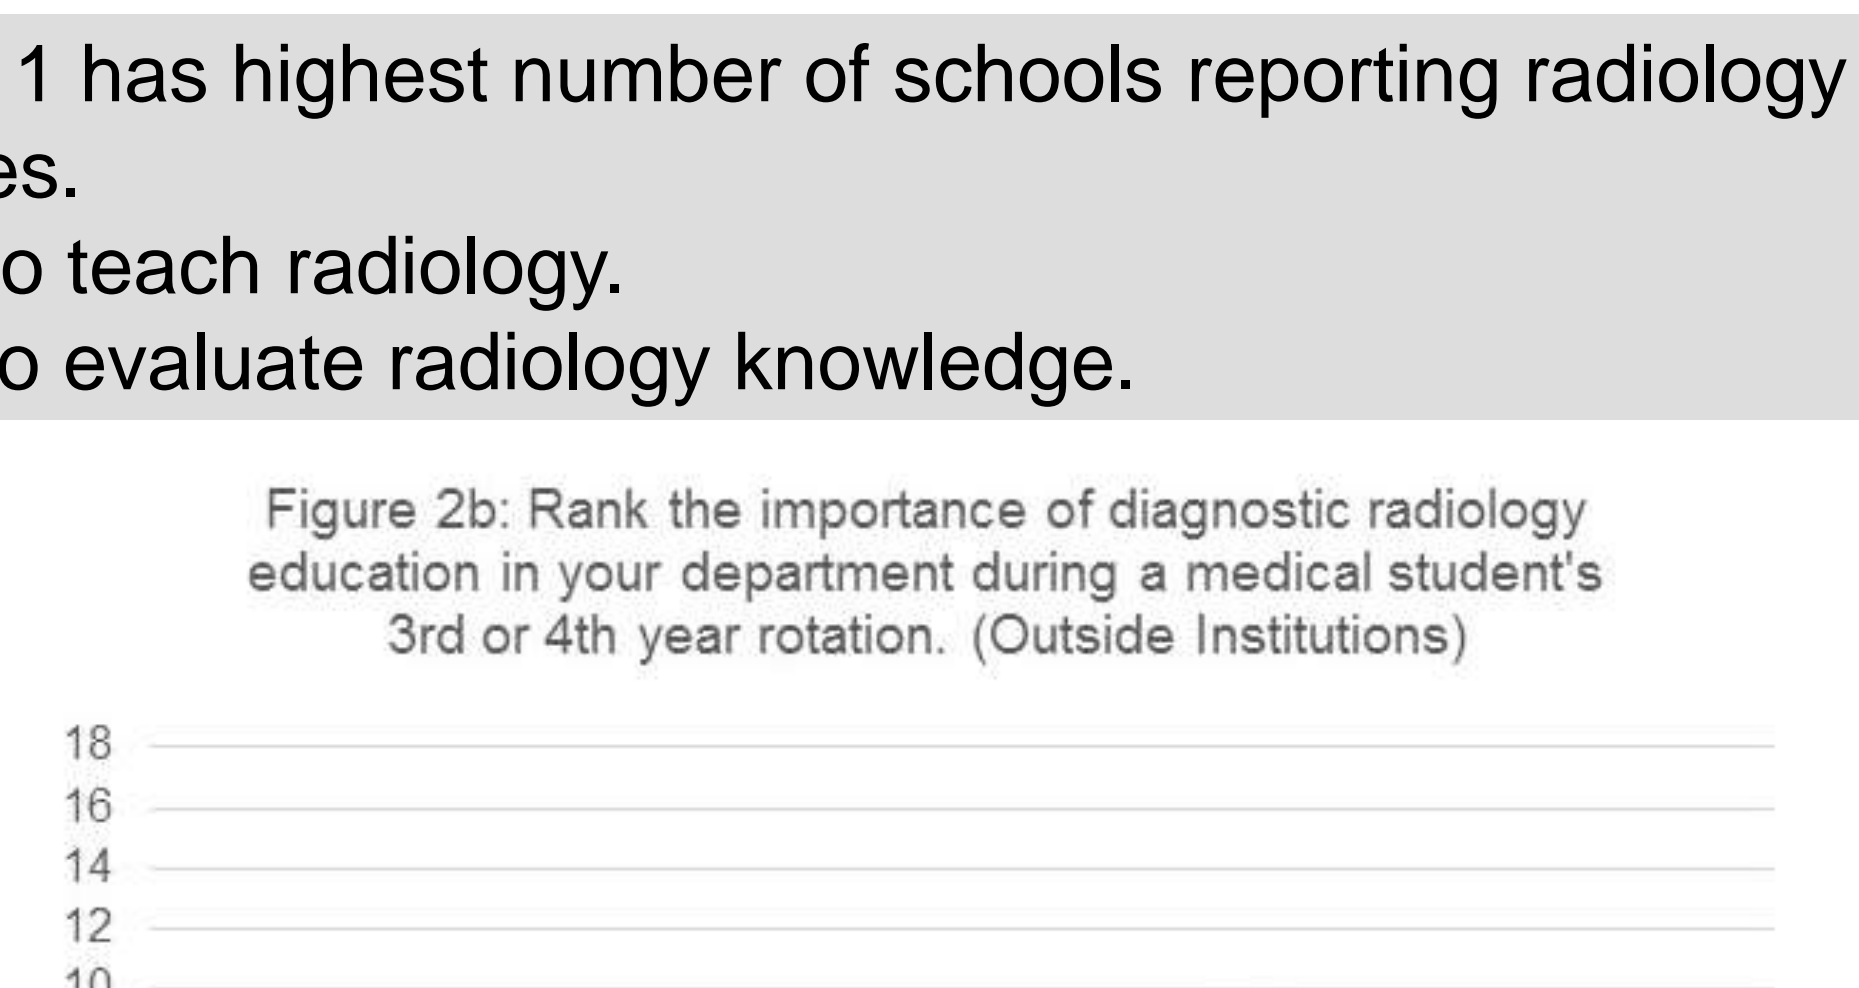 1 has highest number of schools reporting radiology
es.
o teach radiology.
o evaluate radiology knowledge.
Figure 2b: Rank the importance of diagnostic radiology
education in your department during a medical student's
3rd or 4th year rotation. (Outside Institutions)
18
16
14
12
10